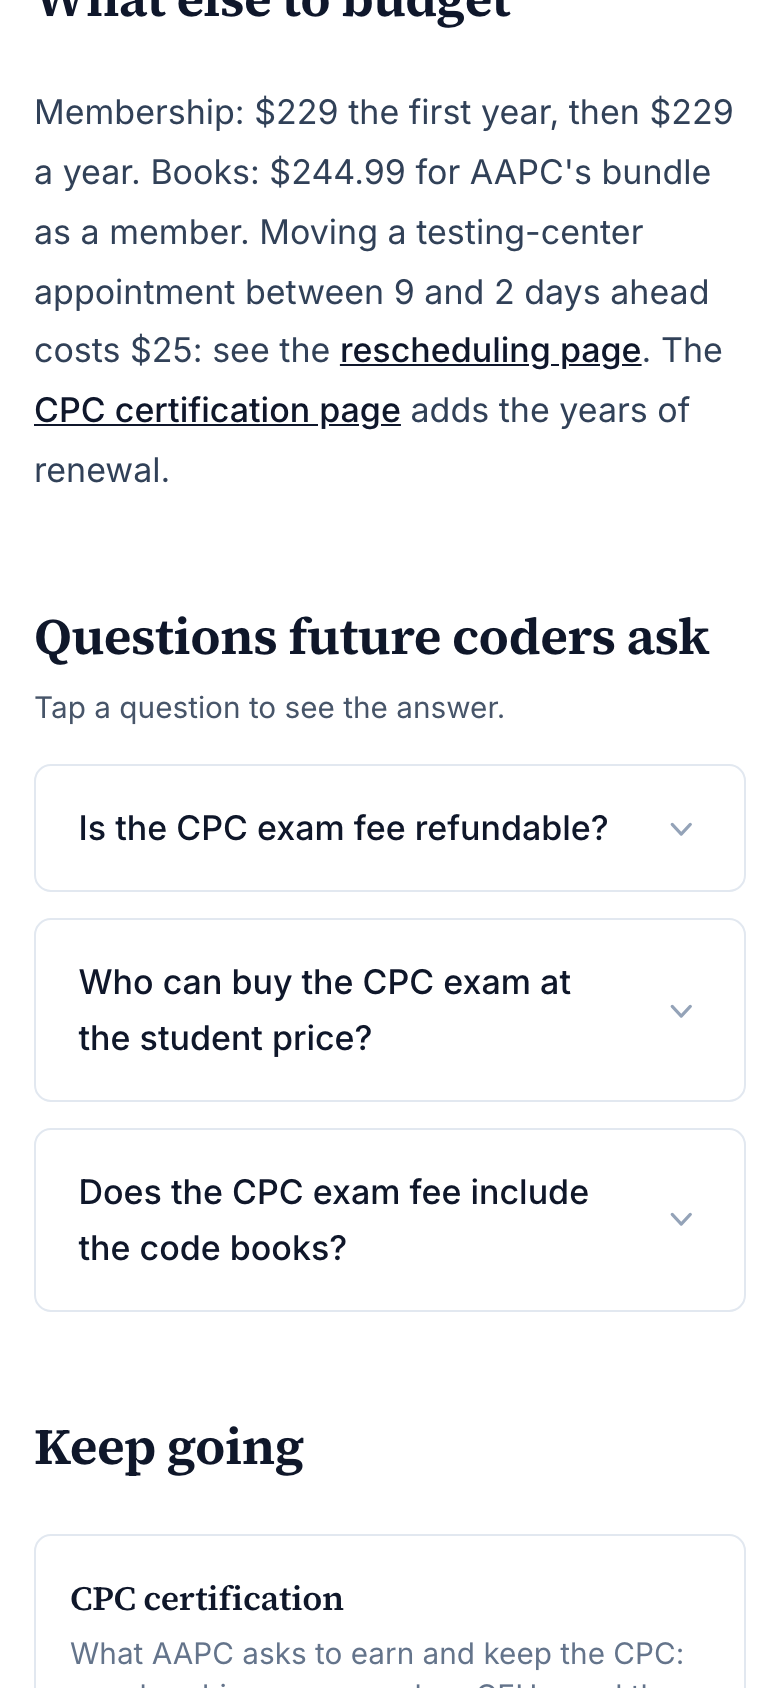 What else to budget
Membership: $229 the first year, then $229
a year. Books: $244.99 for AAPC's bundle
as a member. Moving a testing-center
appointment between 9 and 2 days ahead
costs $25: see the rescheduling page. The
CPC certification page adds the years of
renewal.
Questions future coders ask
Tap a question to see the answer.
Is the CPC exam fee refundable?
Who can buy the CPC exam at
the student price?
Does the CPC exam fee include
the code books?
Keep going
CPC certification
What AAPC asks to earn and keep the CPC: